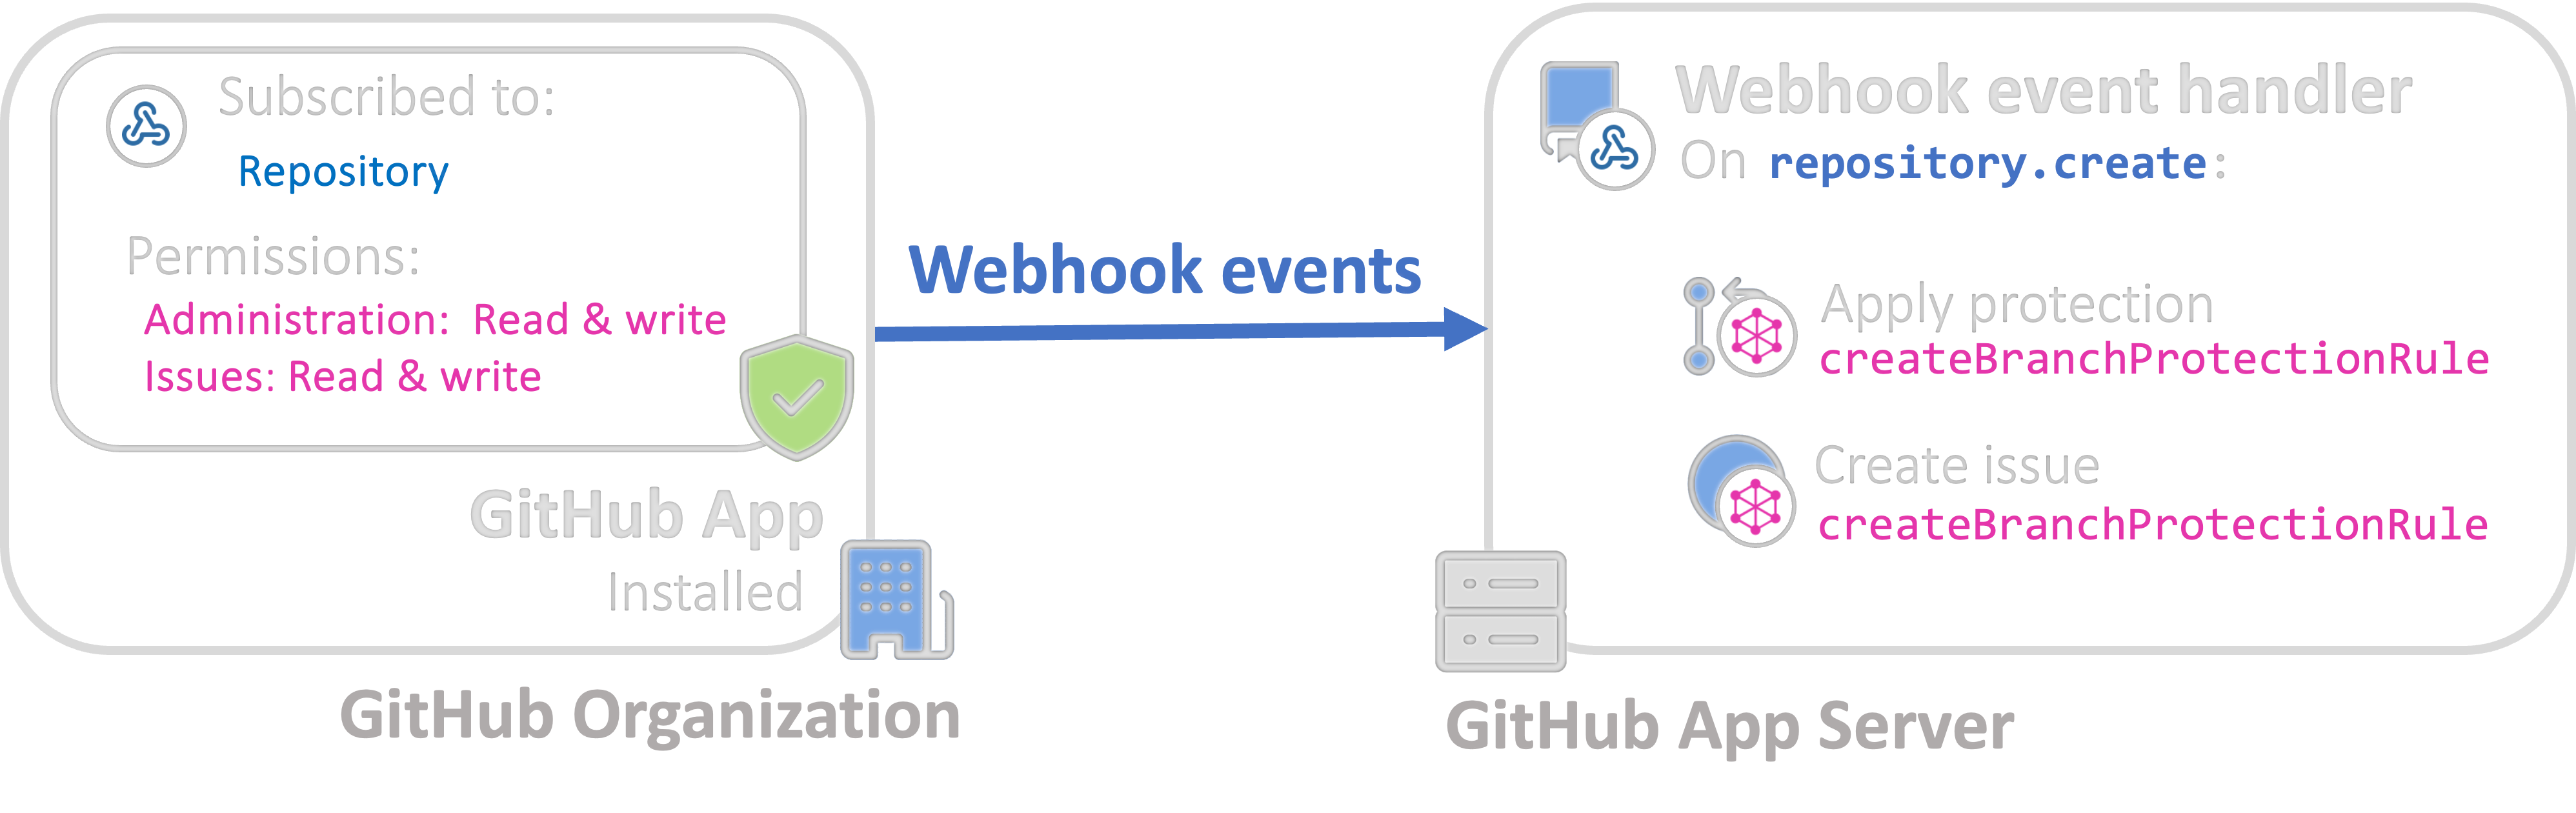 Subscribed to:
Repository
Permissions:
Administration: Read & write
Issues: Read & write
GitHub App
Installed
GitHub Organization
Webhook events
Webhook event handler
On repository.create:
Apply protection
createBranchProtectionRule
Create issue
createBranchProtectionRule
GitHub App Server